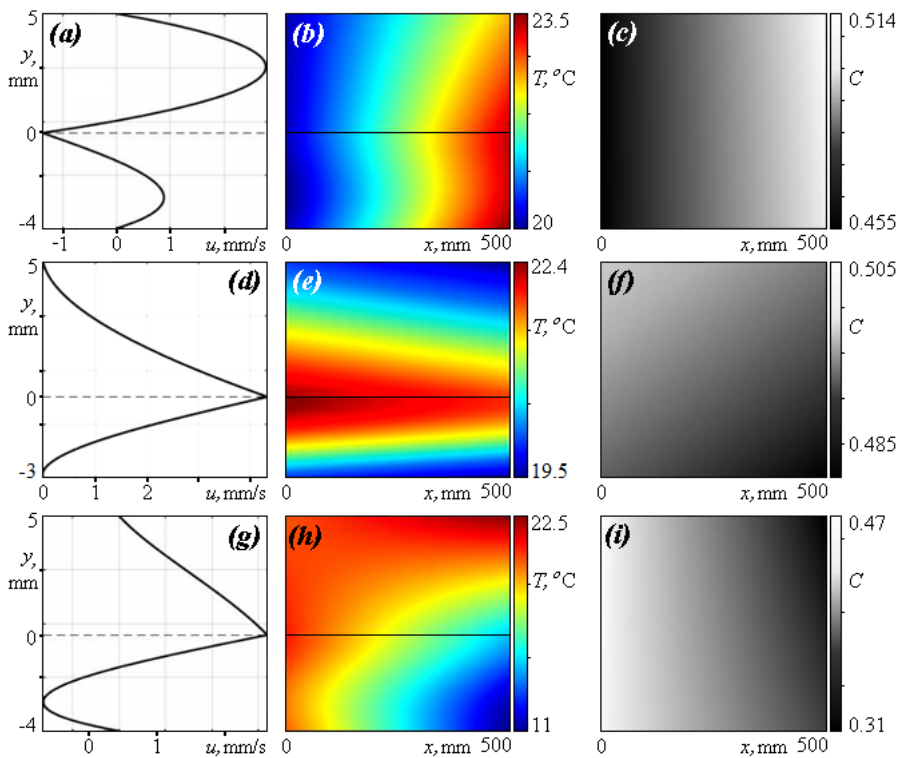 5 (a) (b) 23.5 (c) 0.514
y,
mm T, °C C
0
-4 20 0.455
-1 0 1 u, mm/s 0 x, mm 500 0 x, mm 500
5 (d) (e) 22.4 (f) 0.505
y,
mm T, °C C
0
0.485
-3 19.5
0 1 2 u, mm/s 0 x, mm 500 0 x, mm 500
5 (g) (h) 22.5 (i) 0.47
y,
mm T, °C C
0
-4 11 0.31
0 1 u, mm/s 0 x, mm 500 0 x, mm 500